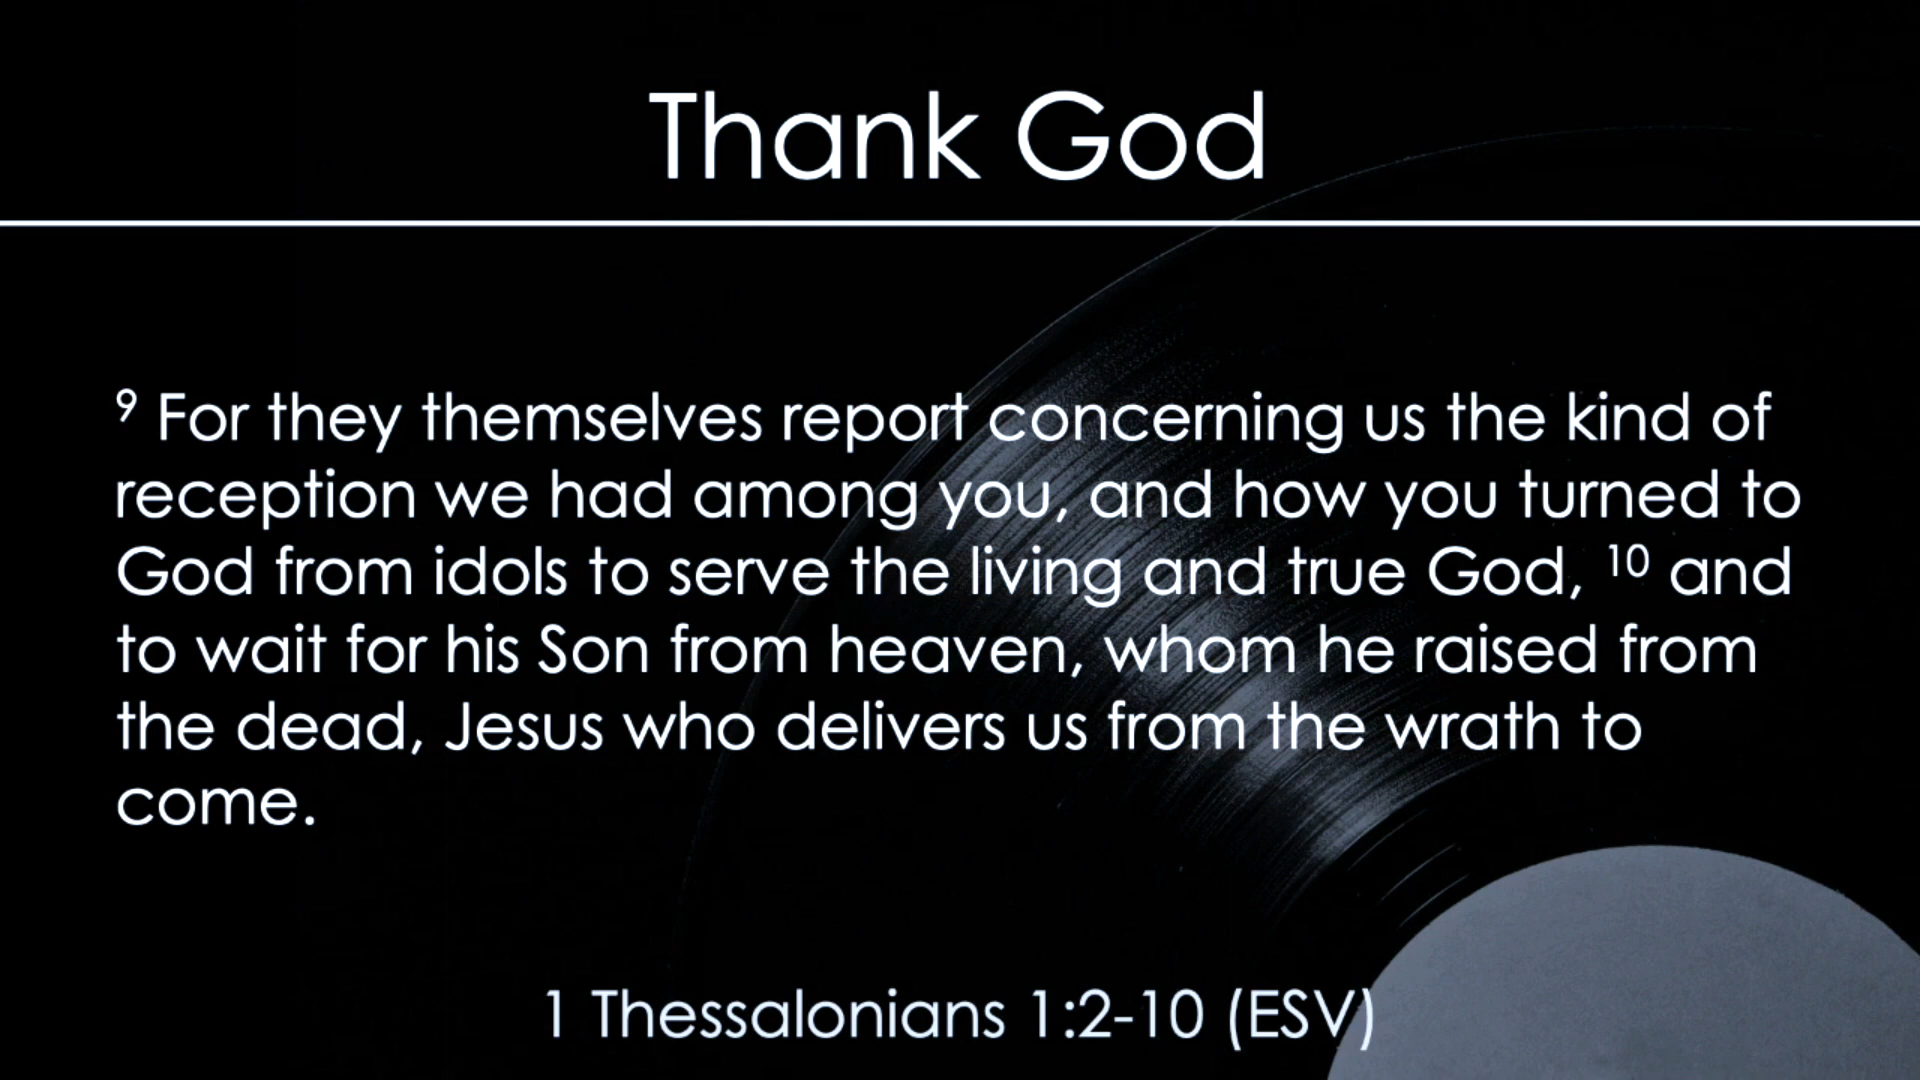 Thank God
⁹ For they themselves report concerning us the kind of
reception we had among you, and how you turned to
God from idols to serve the living and true God, ¹⁰ and
to wait for his Son from heaven, whom he raised from
the dead, Jesus who delivers us from the wrath to
come.
1 Thessalonians 1:2-10 (ESV)